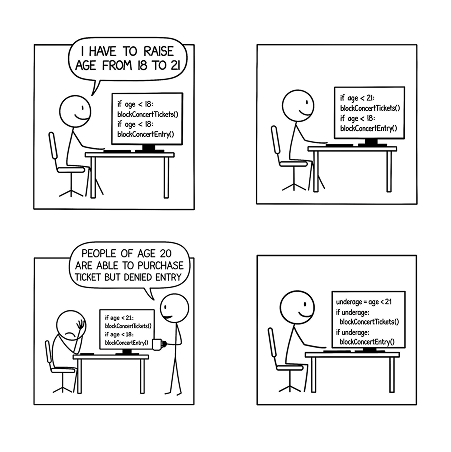 I HAVE TO RAISE
AGE FROM 18 TO 21
if age < 18:
blockConcertTickets()
if age < 18:
blockConcertEntry()
if age < 21:
blockConcertTickets()
if age < 18:
blockConcertEntry()
PEOPLE OF AGE 20
ARE ABLE TO PURCHASE
TICKET BUT DENIED ENTRY
if age < 21:
blockConcertTickets()
if age < 18:
blockConcertEntry()
underage = age < 21
if underage:
blockConcertTickets()
if underage:
blockConcertEntry()